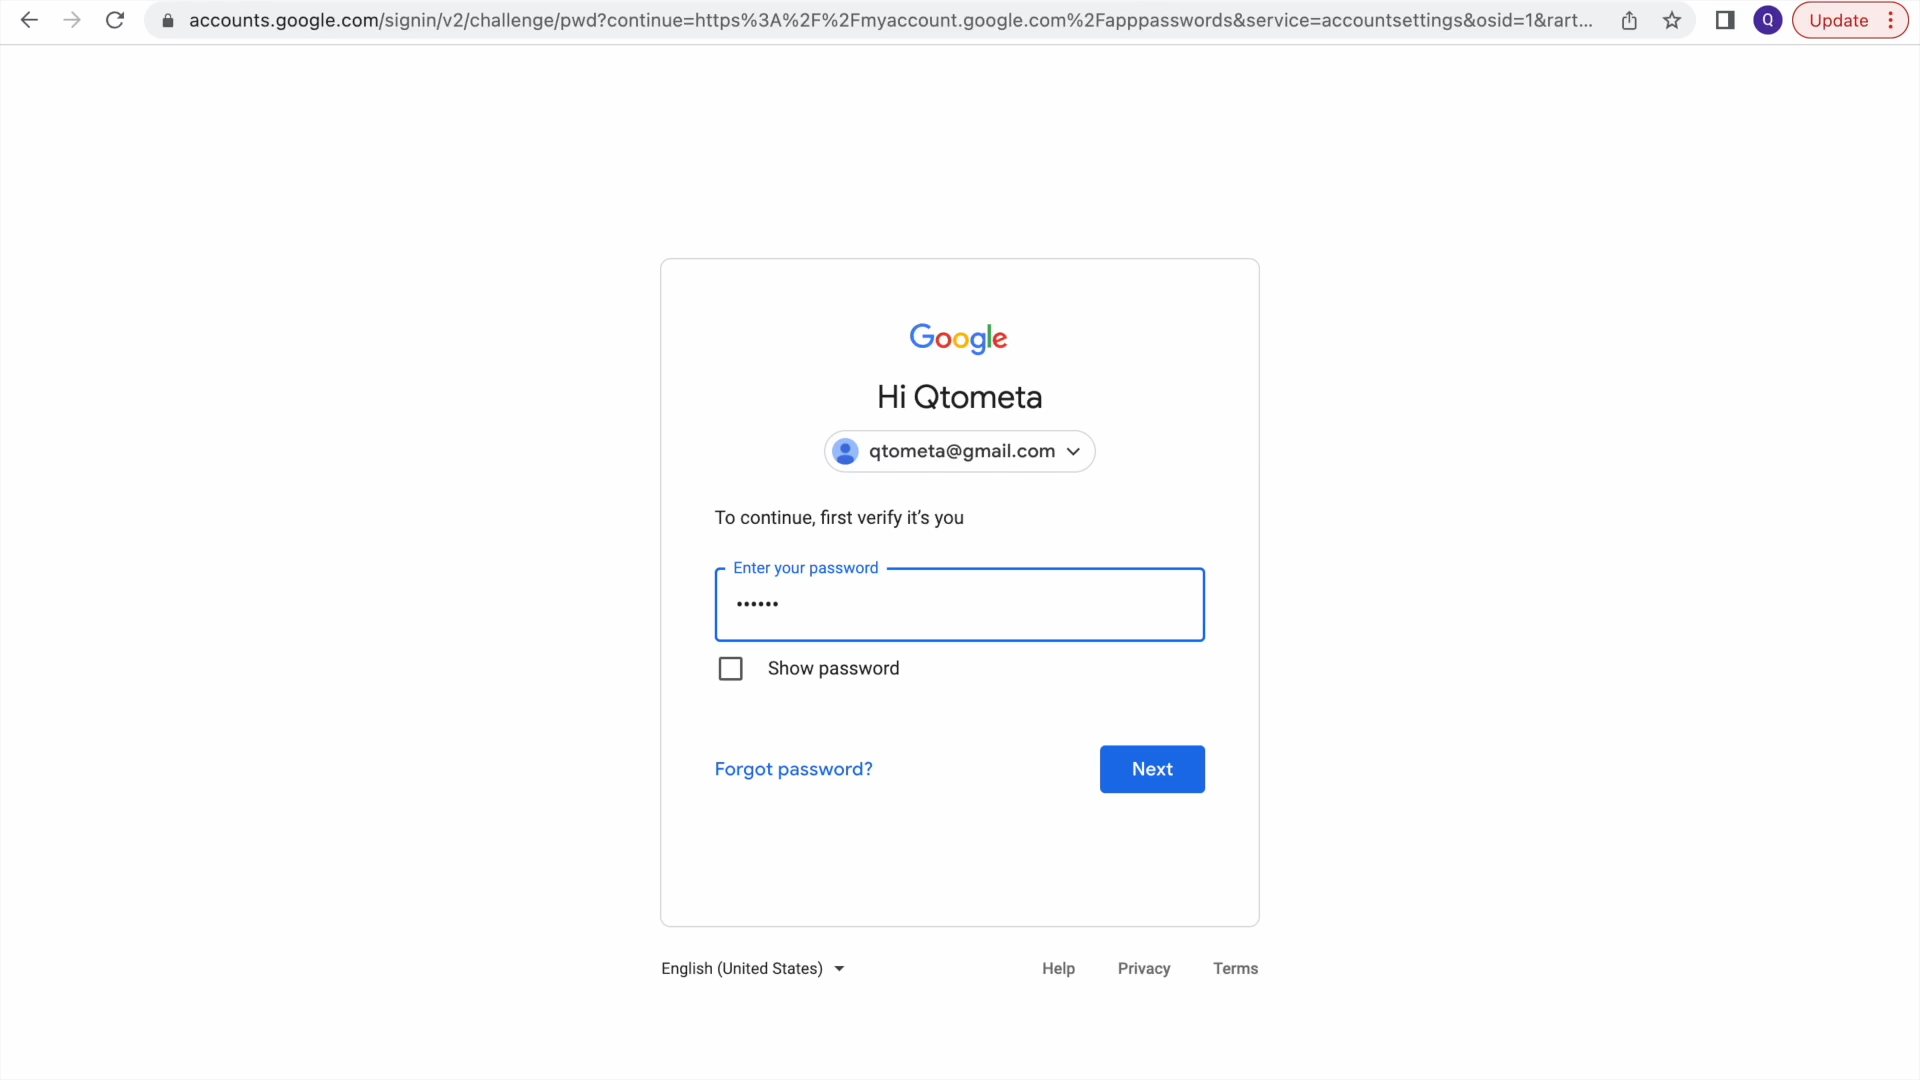 accounts.google.com/signin/v2/challenge/pwd?continue=https%3A%2F%2Fmyaccount.google.com%2Fapppasswords&service=accountsettings&osid=1&rart...
Q
Update
Google
Hi Qtometa
qtometa@gmail.com
To continue, first verify it’s you
Enter your password
••••••
Show password
Forgot password?
Next
English (United States)
Help
Privacy
Terms